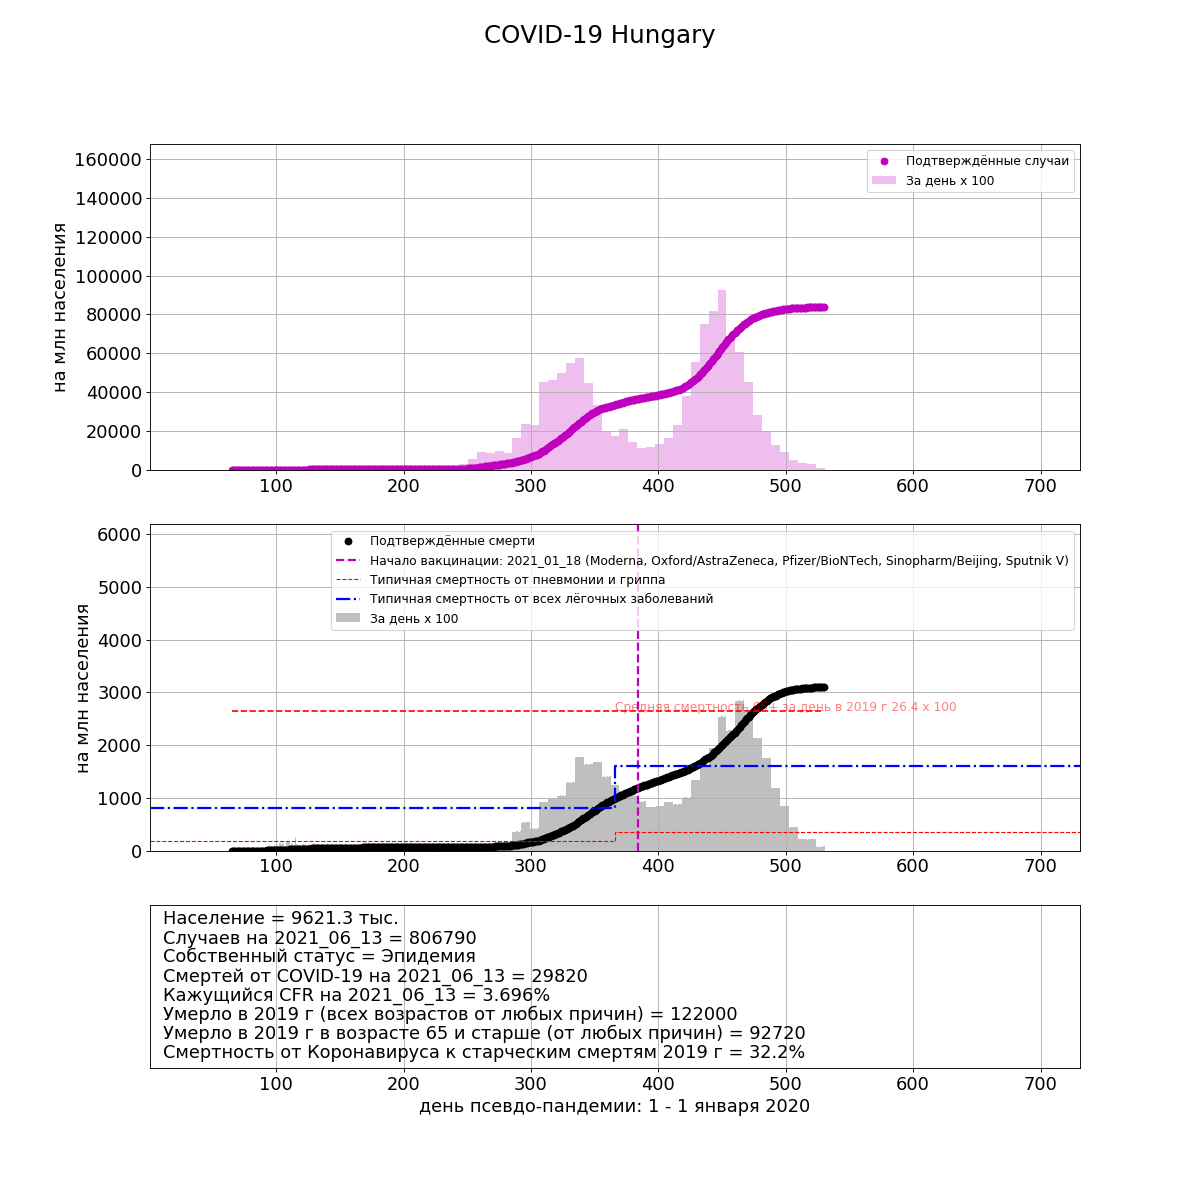 COVID-19 Hungary
160000
140000
120000
100000
80000
60000
40000
20000
0
на млн населения
Подтверждённые случаи
За день x 100
100 200 300 400 500 600 700
6000
5000
4000
3000
2000
1000
0
на млн населения
Подтверждённые смерти
Начало вакцинации: 2021_01_18 (Moderna, Oxford/AstraZeneca, Pfizer/BioNTech, Sinopharm/Beijing, Sputnik V)
Типичная смертность от пневмонии и гриппа
Типичная смертность от всех лёгочных заболеваний
За день x 100
Средняя смертность за день в 2019 г 26.4 x 100
100 200 300 400 500 600 700
Население = 9621.3 тыс.
Случаев на 2021_06_13 = 806790
Собственный статус = Эпидемия
Смертей от COVID-19 на 2021_06_13 = 29820
Кажущийся CFR на 2021_06_13 = 3.696%
Умерло в 2019 г (всех возрастов от любых причин) = 122000
Умерло в 2019 г в возрасте 65 и старше (от любых причин) = 92720
Смертность от Коронавируса к старческим смертям 2019 г = 32.2%
100 200 300 400 500 600 700
день псевдо-пандемии: 1 - 1 января 2020